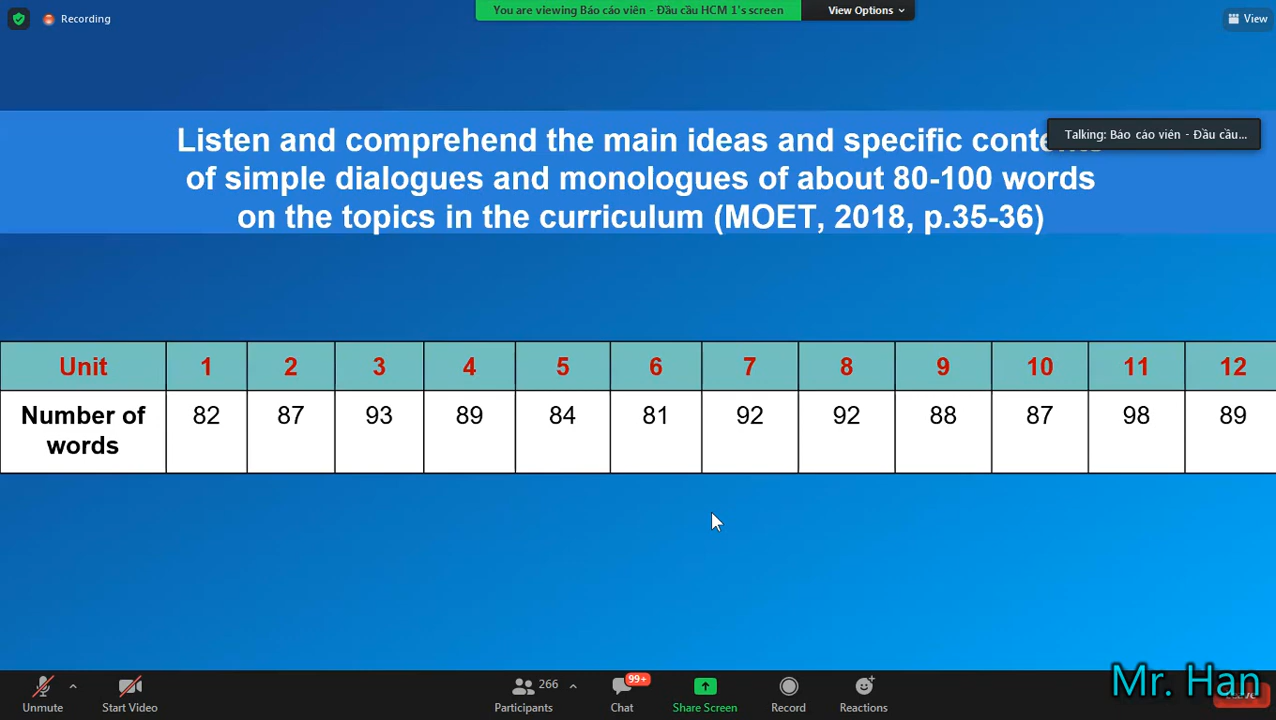 Recording
You are viewing Báo cáo viên - Đầu cầu HCM 1's screen
View Options
View
Talking: Báo cáo viên - Đầu cầu...
Listen and comprehend the main ideas and specific
of simple dialogues and monologues of about 80-100 words
on the topics in the curriculum (MOET, 2018, p.35-36)
Unit 1 2 3 4 5 6 7 8 9 10 11 12
Number of 82 87 93 89 84 81 92 92 88 87 98 89
words
Mr. Han
266
99+
Unmute
Start Video
Participants
Chat
Share Screen
Record
Reactions